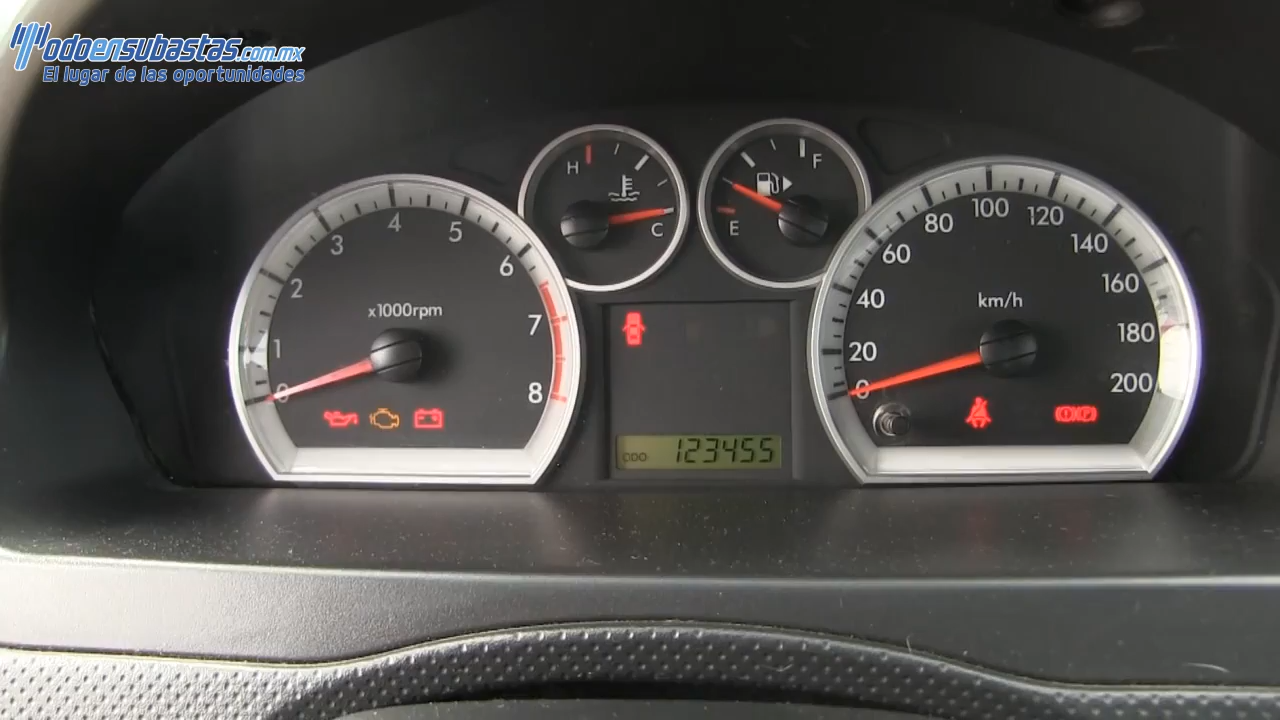 Todoensubastas.com.mx
El lugar de las oportunidades
0
1
2
3
4
5
6
7
8
x1000rpm
H
C
F
E
ODO 123455
0
20
40
60
80
100
120
140
160
180
200
km/h